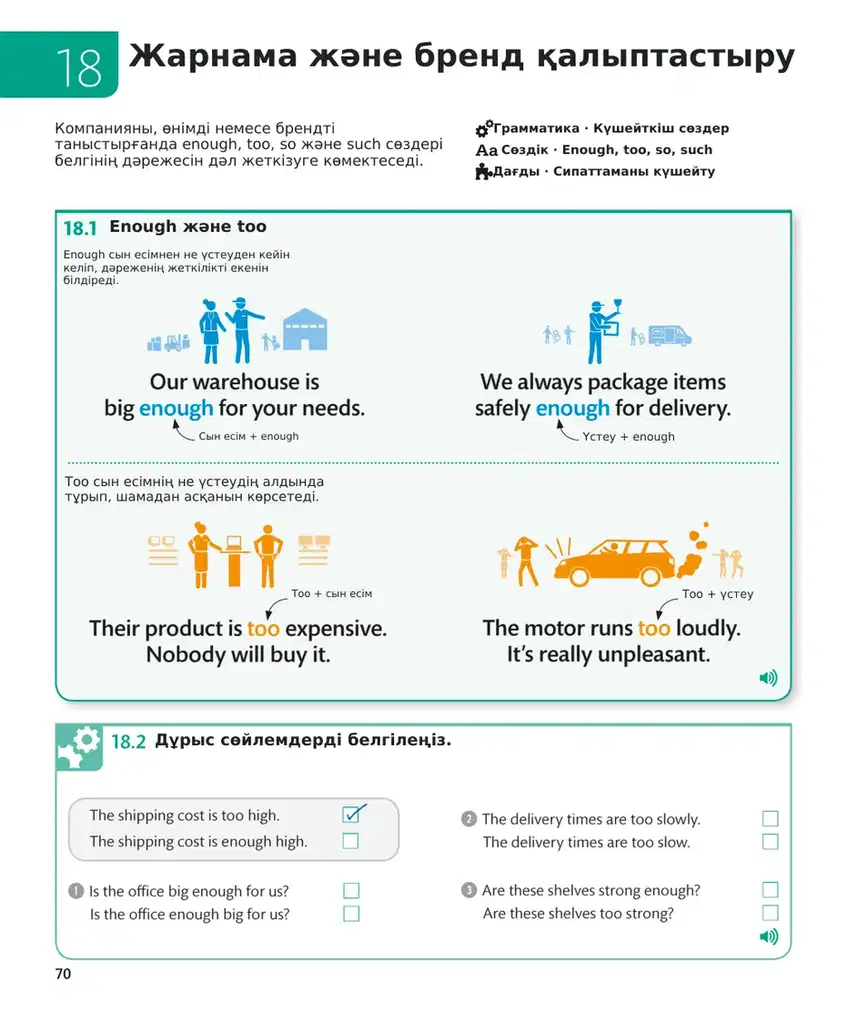 18
Жарнама және бренд қалыптастыру
Компанияны, өнімді немесе брендті
таныстырғанда enough, too, so және such сөздері
белгінің дәрежесін дәл жеткізуге көмектеседі.
Грамматика · Күшейткіш сөздер
Aa Сөздік · Enough, too, so, such
Дағды · Сипаттаманы күшейту
18.1 Enough және too
Enough сын есімнен не үстеуден кейін
келіп, дәреженің жеткілікті екенін
білдіреді.
Our warehouse is
big enough for your needs.
Сын есім + enough
We always package items
safely enough for delivery.
Үстеу + enough
Too сын есімнің не үстеудің алдында
тұрып, шамадан асқанын көрсетеді.
Too + сын есім
Their product is too expensive.
Nobody will buy it.
Too + үстеу
The motor runs too loudly.
It's really unpleasant.
18.2 Дұрыс сөйлемдерді белгілеңіз.
The shipping cost is too high.
The shipping cost is enough high.
1 Is the office big enough for us?
Is the office enough big for us?
2 The delivery times are too slowly.
The delivery times are too slow.
3 Are these shelves strong enough?
Are these shelves too strong?
70